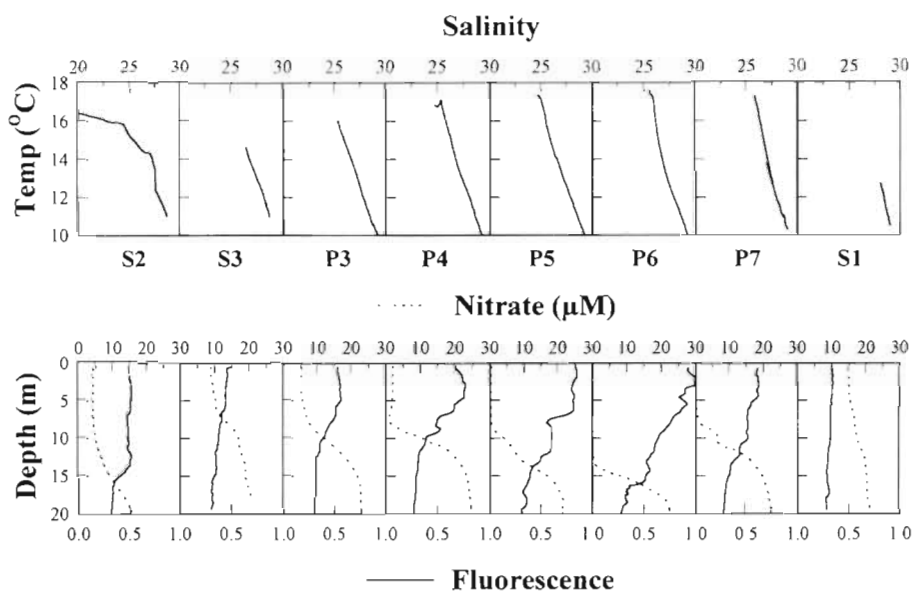 Salinity
20 25 30 25 30 25 30 25 30 25 30 25 30 25 30 25 30
18
16
14
12
10
Temp (°C)
S2 S3 P3 P4 P5 P6 P7 S1
Nitrate (µM)
0 10 20 30 10 20 30 10 20 30 10 20 30 10 20 30 10 20 30 10 20 30 10 20 30
0
5
10
15
20
Depth (m)
0.0 0.5 1.0 0.5 1.0 0.5 1.0 0.5 1.0 0.5 1.0 0.5 1.0 0.5 1.0 0.5 1.0
Fluorescence